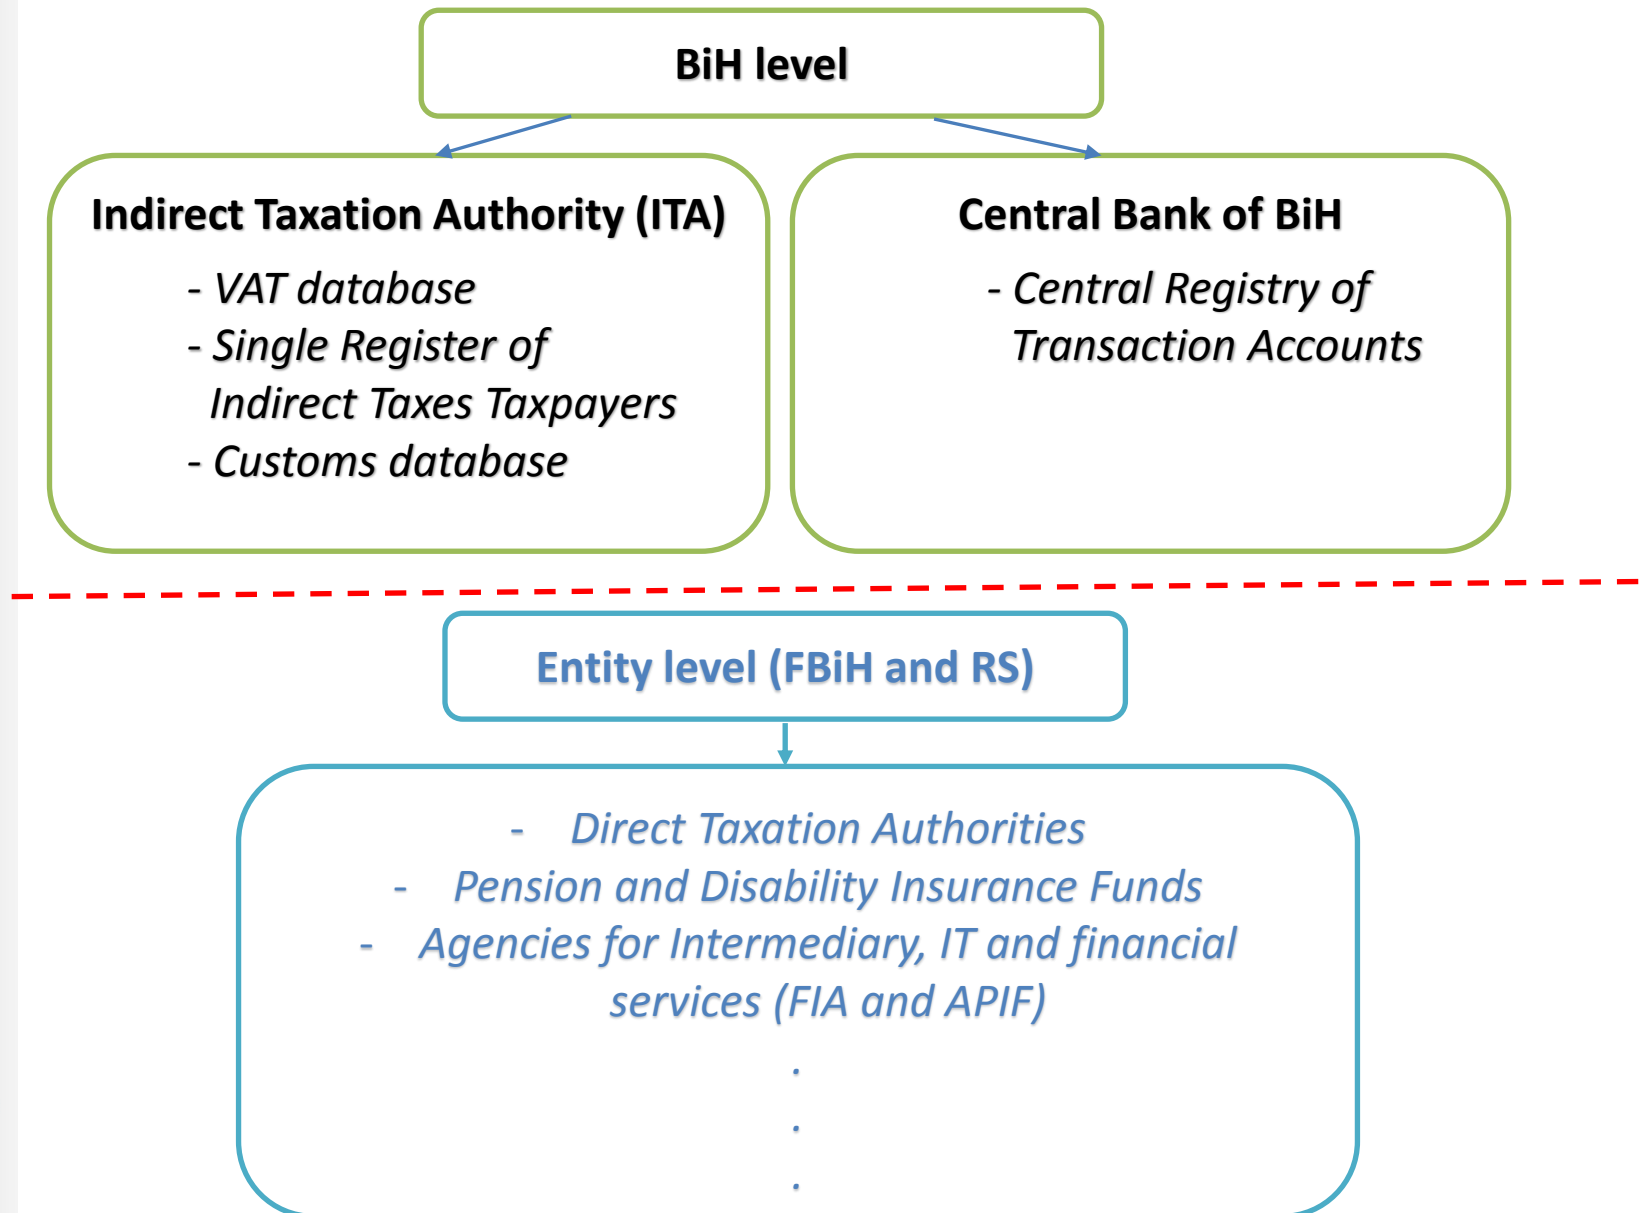 BiH level
Indirect Taxation Authority (ITA)
- VAT database
- Single Register of
Indirect Taxes Taxpayers
- Customs database
Central Bank of BiH
- Central Registry of
Transaction Accounts
Entity level (FBiH and RS)
- Direct Taxation Authorities
- Pension and Disability Insurance Funds
- Agencies for Intermediary, IT and financial
services (FIA and APIF)
.
.
.